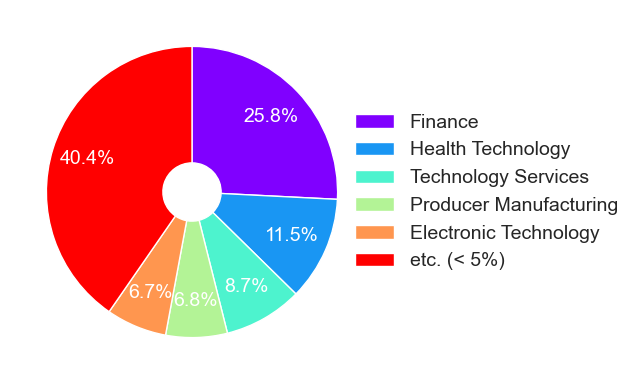 25.8%
40.4%
11.5%
8.7%
6.7%
6.8%
Finance
Health Technology
Technology Services
Producer Manufacturing
Electronic Technology
etc. (< 5%)